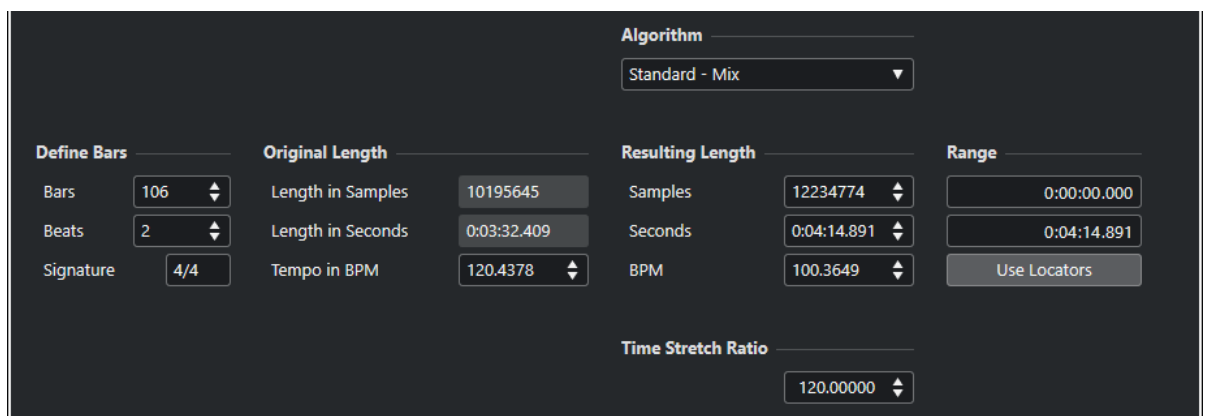 Algorithm
Standard - Mix
Define Bars
Original Length
Resulting Length
Range
Bars 106
Length in Samples 10195645
Samples 12234774
0:00:00.000
Beats 2
Length in Seconds 0:03:32.409
Seconds 0:04:14.891
0:04:14.891
Signature 4/4
Tempo in BPM 120.4378
BPM 100.3649
Use Locators
Time Stretch Ratio
120.00000